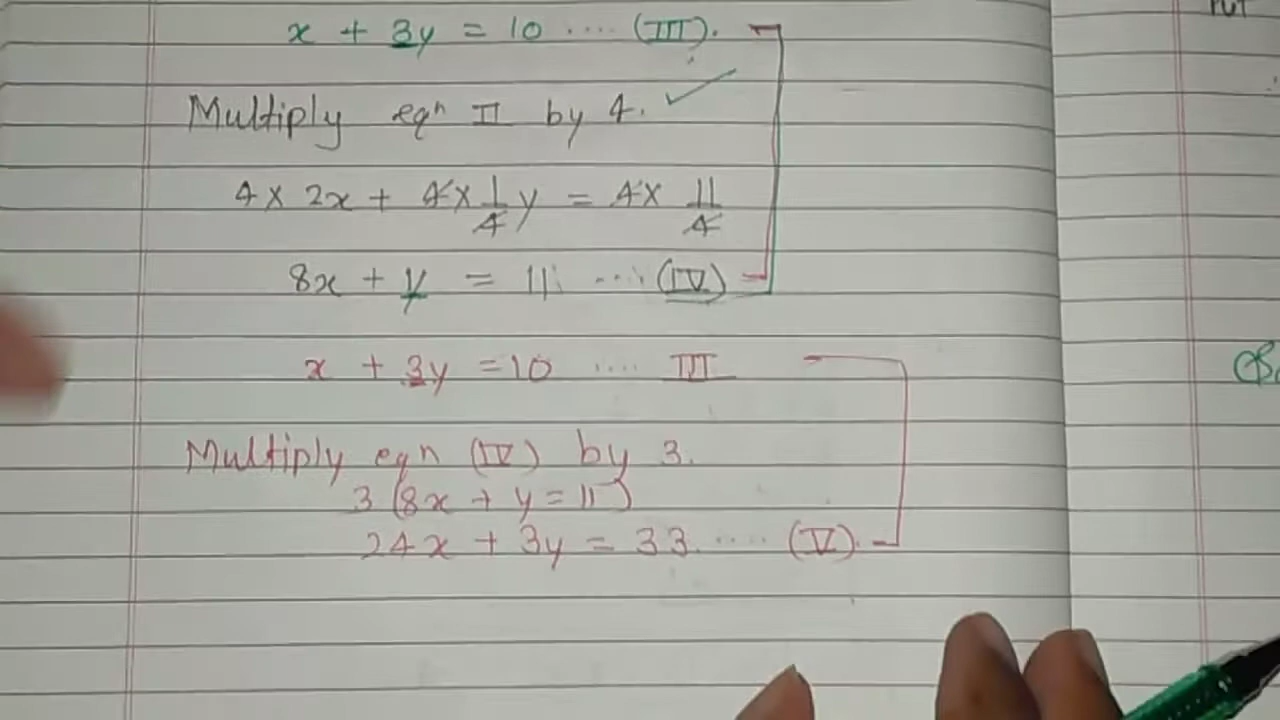 x + 3y = 10 .... (III).
Multiply eqn II by 4. ✓
4 × 2x + 4 × 1/4 y = 4 × 11/4
8x + y = 11 .... (IV)
x + 3y = 10 .... III
Multiply eqn (IV) by 3.
3 (8x + y = 11)
24x + 3y = 33. .... (V).